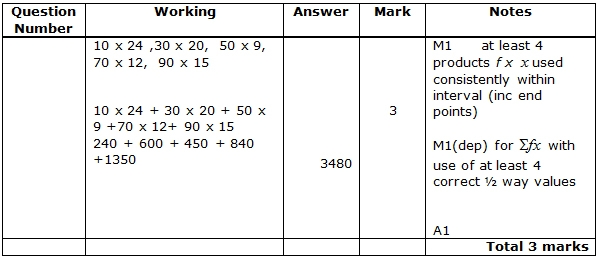 Question Number Working Answer Mark Notes
10 x 24 ,30 x 20, 50 x 9,
70 x 12, 90 x 15
10 x 24 + 30 x 20 + 50 x
9 +70 x 12+ 90 x 15
240 + 600 + 450 + 840
+1350
3480
3
M1 at least 4
products f x x used
consistently within
interval (inc end
points)
M1(dep) for Σfx with
use of at least 4
correct ½ way values
A1
Total 3 marks